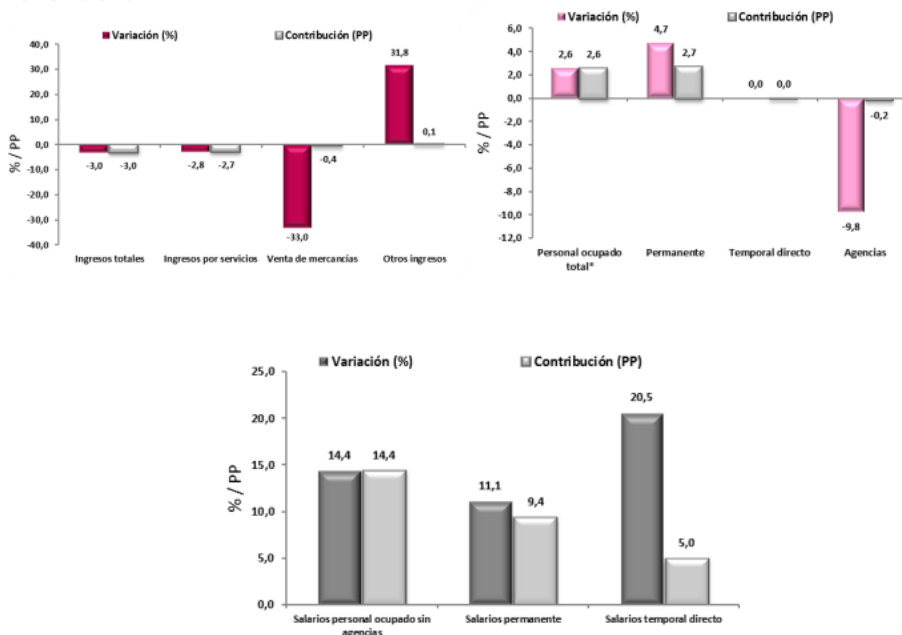 Variación (%) Contribución (PP)
40,0
30,0
20,0
10,0
0,0
-10,0
-20,0
-30,0
-40,0
% / PP
-3,0 -3,0 -2,8 -2,7 -33,0 -0,4 31,8 0,1
Ingresos totales Ingresos por servicios Venta de mercancías Otros ingresos
Variación (%) Contribución (PP)
6,0
4,0
2,0
0,0
-2,0
-4,0
-6,0
-8,0
-10,0
-12,0
% / PP
2,6 2,6 4,7 2,7 0,0 0,0 -9,8 -0,2
Personal ocupado Permanente Temporal directo Agencias
total*
Variación (%) Contribución (PP)
25,0
20,0
15,0
10,0
5,0
0,0
% / PP
14,4 14,4 11,1 9,4 20,5 5,0
Salarios personal ocupado sin Salarios permanente Salarios temporal directo
agencias